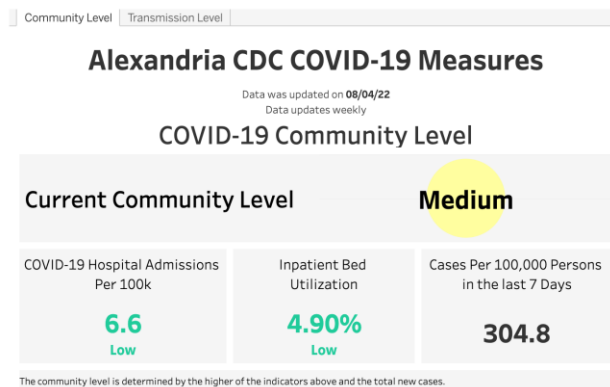 Community Level
Transmission Level
Alexandria CDC COVID-19 Measures
Data was updated on 08/04/22
Data updates weekly
COVID-19 Community Level
Current Community Level
Medium
COVID-19 Hospital Admissions
Per 100k
6.6
Low
Inpatient Bed
Utilization
4.90%
Low
Cases Per 100,000 Persons
in the last 7 Days
304.8
The community level is determined by the higher of the indicators above and the total new cases.